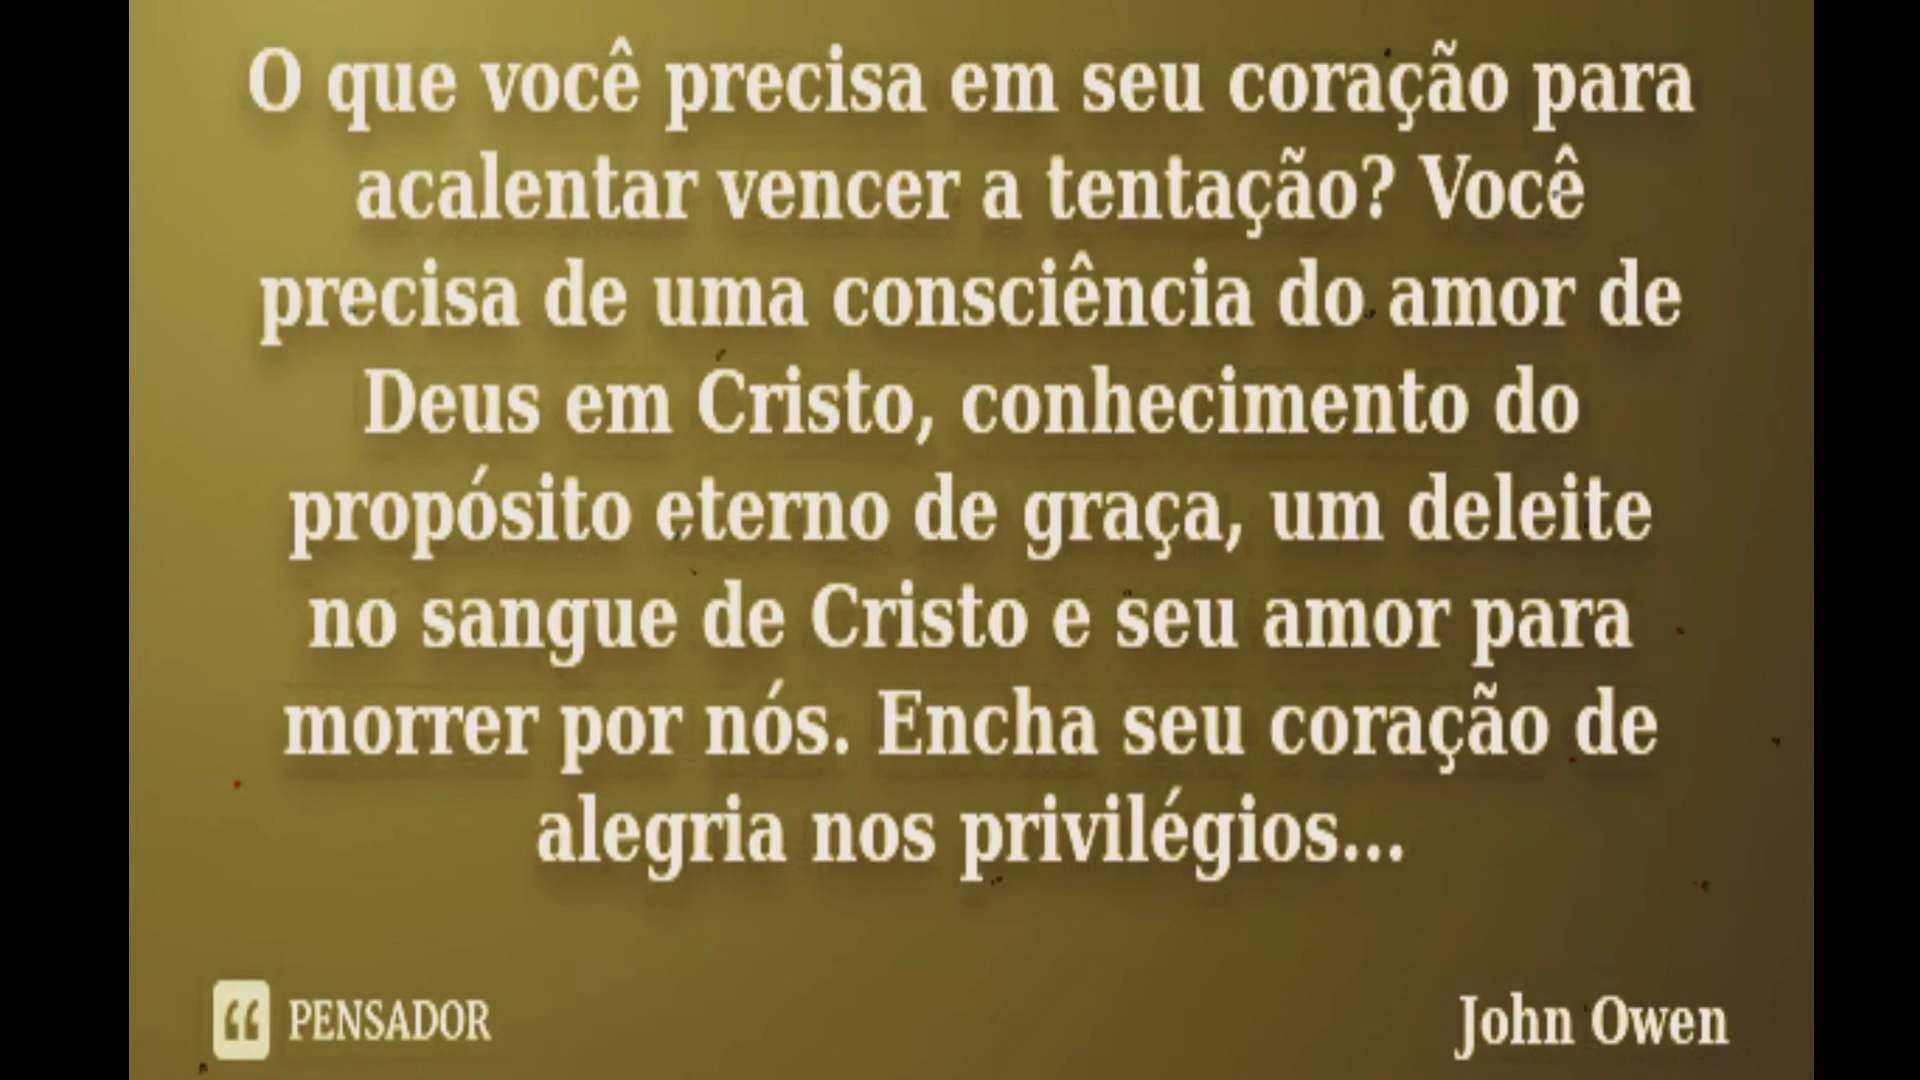 O que você precisa em seu coração para
acalentar vencer a tentação? Você
precisa de uma consciência do amor de
Deus em Cristo, conhecimento do
propósito eterno de graça, um deleite
no sangue de Cristo e seu amor para
morrer por nós. Encha seu coração de
alegria nos privilégios...
PENSADOR
John Owen